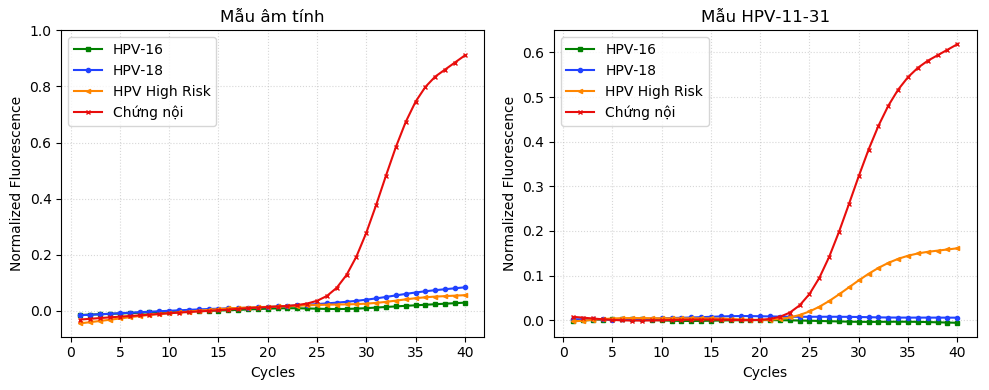 Mẫu âm tính
Normalized Fluorescence
1.0
0.8
0.6
0.4
0.2
0.0
HPV-16
HPV-18
HPV High Risk
Chứng nội
0 5 10 15 20 25 30 35 40
Cycles
Mẫu HPV-11-31
Normalized Fluorescence
0.6
0.5
0.4
0.3
0.2
0.1
0.0
HPV-16
HPV-18
HPV High Risk
Chứng nội
0 5 10 15 20 25 30 35 40
Cycles